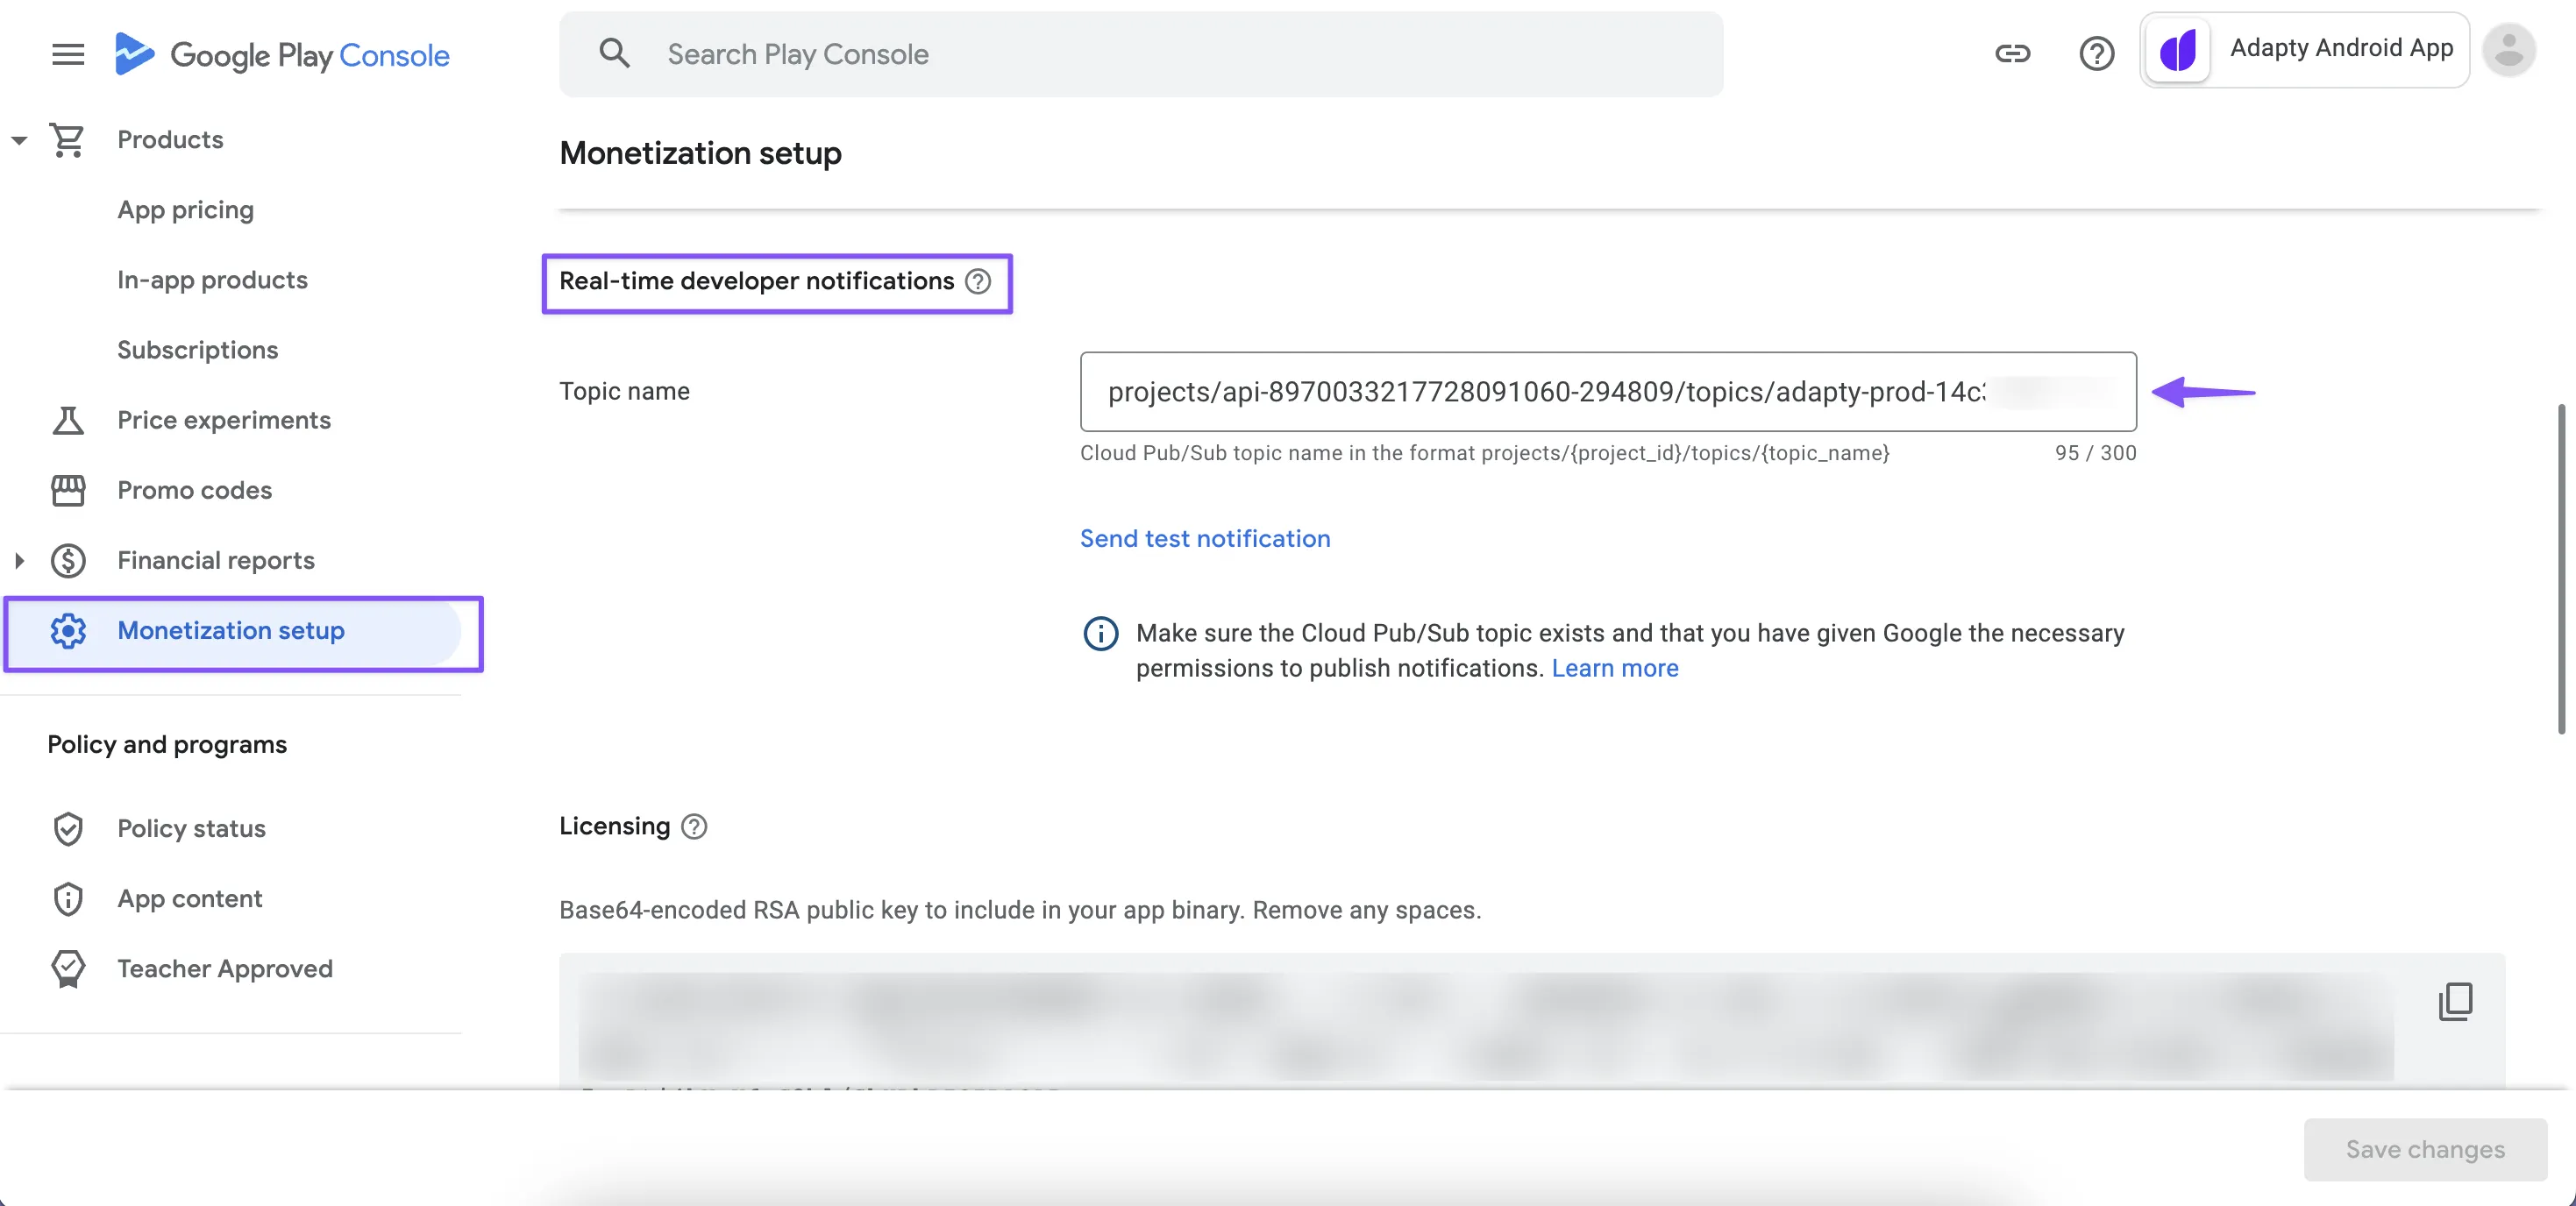 Google Play Console
Search Play Console
Adapty Android App
Products
App pricing
In-app products
Subscriptions
Price experiments
Promo codes
Financial reports
Monetization setup
Policy and programs
Policy status
App content
Teacher Approved
Monetization setup
Real-time developer notifications
Topic name
projects/api-8970033217728091060-294809/topics/adapty-prod-14c
Cloud Pub/Sub topic name in the format projects/{project_id}/topics/{topic_name}
95 / 300
Send test notification
Make sure the Cloud Pub/Sub topic exists and that you have given Google the necessary
permissions to publish notifications. Learn more
Licensing
Base64-encoded RSA public key to include in your app binary. Remove any spaces.
Save changes